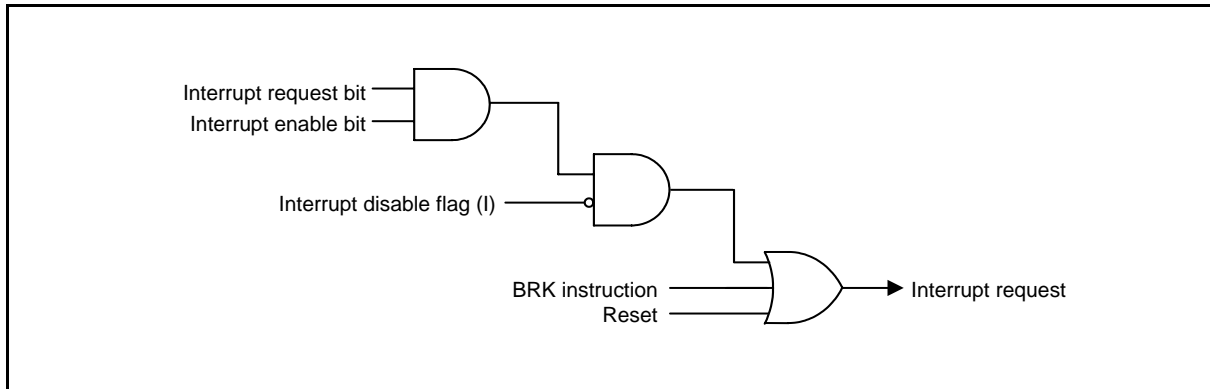 Interrupt request bit
Interrupt enable bit
Interrupt disable flag (I)
BRK instruction
Reset
Interrupt request